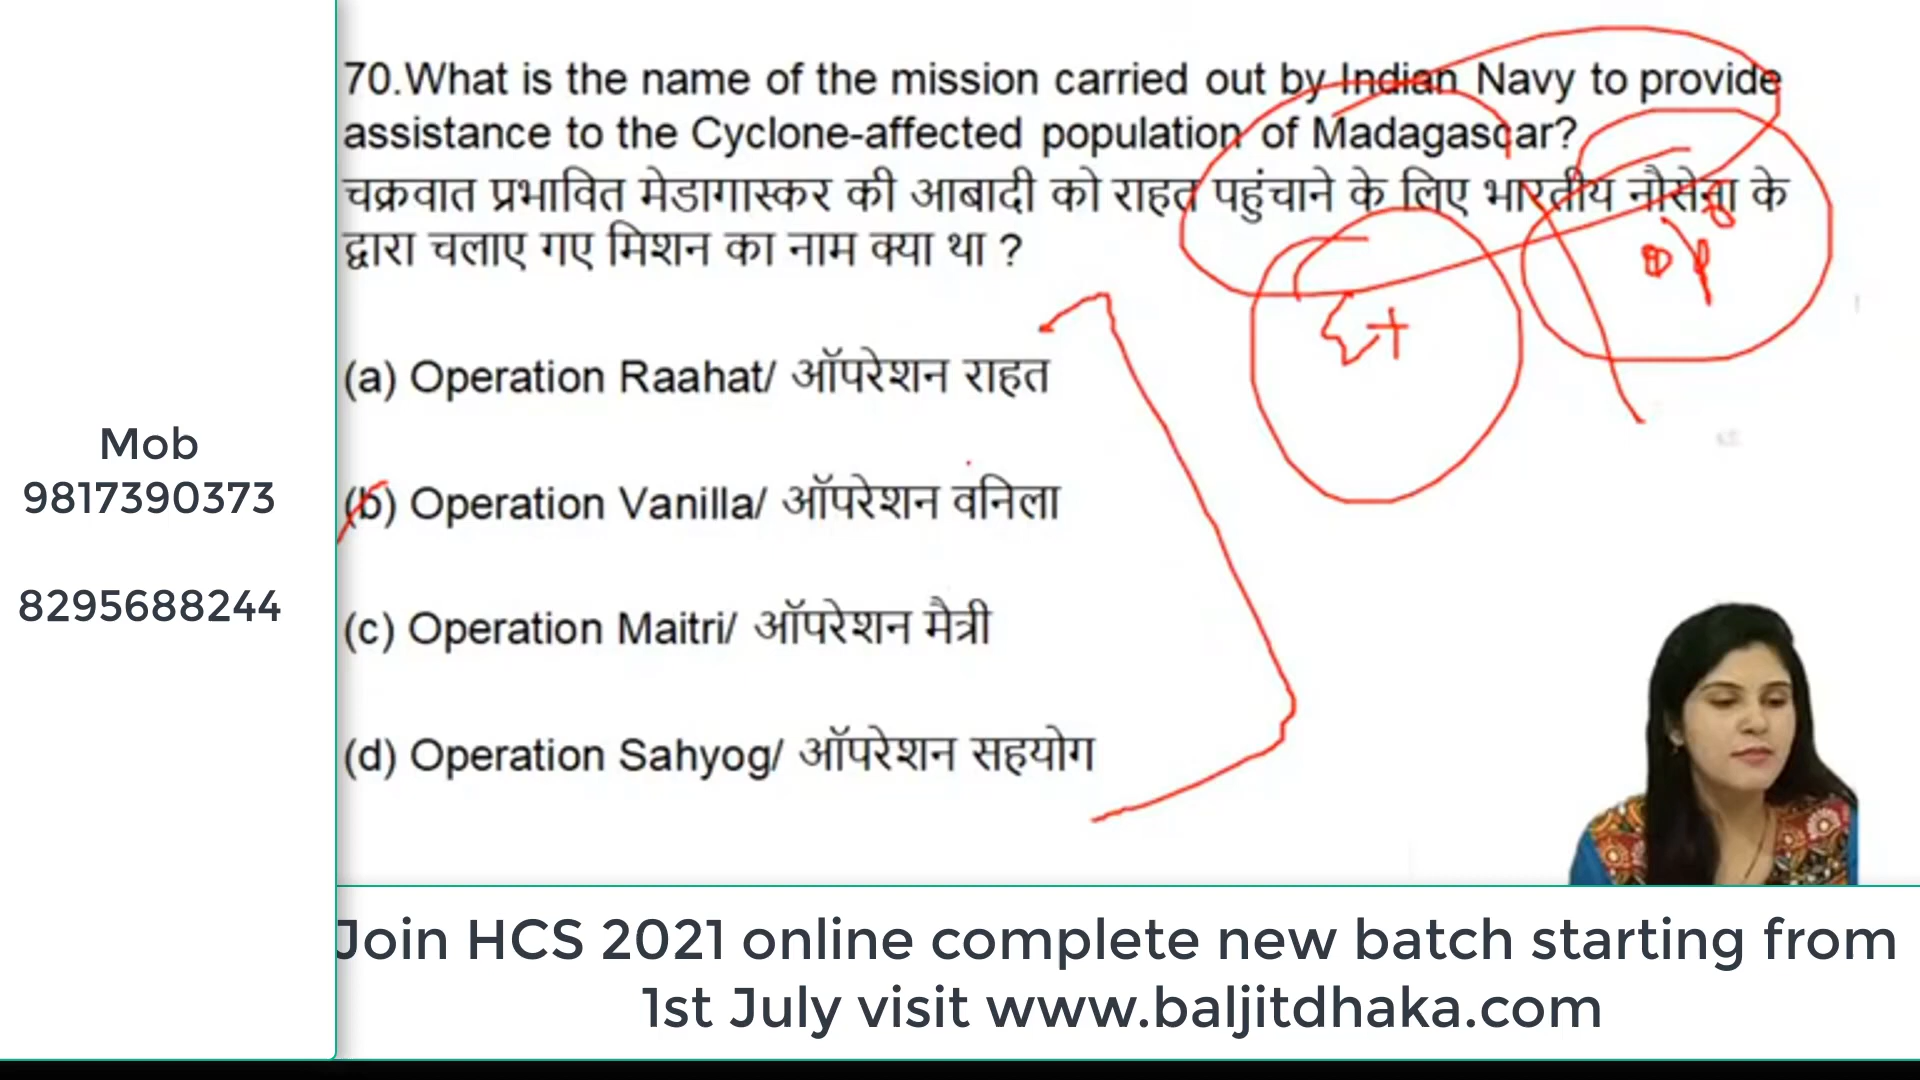 Mob
9817390373
8295688244
70.What is the name of the mission carried out by Indian Navy to provide
assistance to the Cyclone-affected population of Madagascar?
चक्रवात प्रभावित मेडागास्कर की आबादी को राहत पहुंचाने के लिए भारतीय नौसेना के
द्वारा चलाए गए मिशन का नाम क्या था ?
(a) Operation Raahat/ ऑपरेशन राहत
(b) Operation Vanilla/ ऑपरेशन वनिला
(c) Operation Maitri/ ऑपरेशन मैत्री
(d) Operation Sahyog/ ऑपरेशन सहयोग
Join HCS 2021 online complete new batch starting from
1st July visit www.baljitdhaka.com